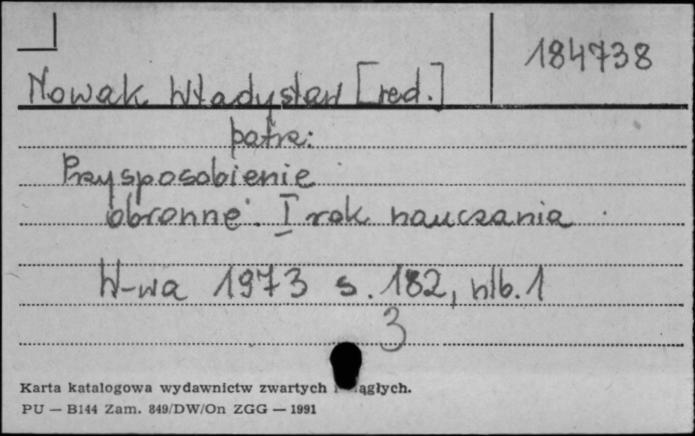 184738
Nowak Władysław [red.]
patrz:
Przysposobienie
obronne. I rok nauczania
W-wa 1973 s. 182, nlb. 1
3
Karta katalogowa wydawnictw zwartych i ciągłych.
PU — B144 Zam. 849/DW/On ZGG — 1991